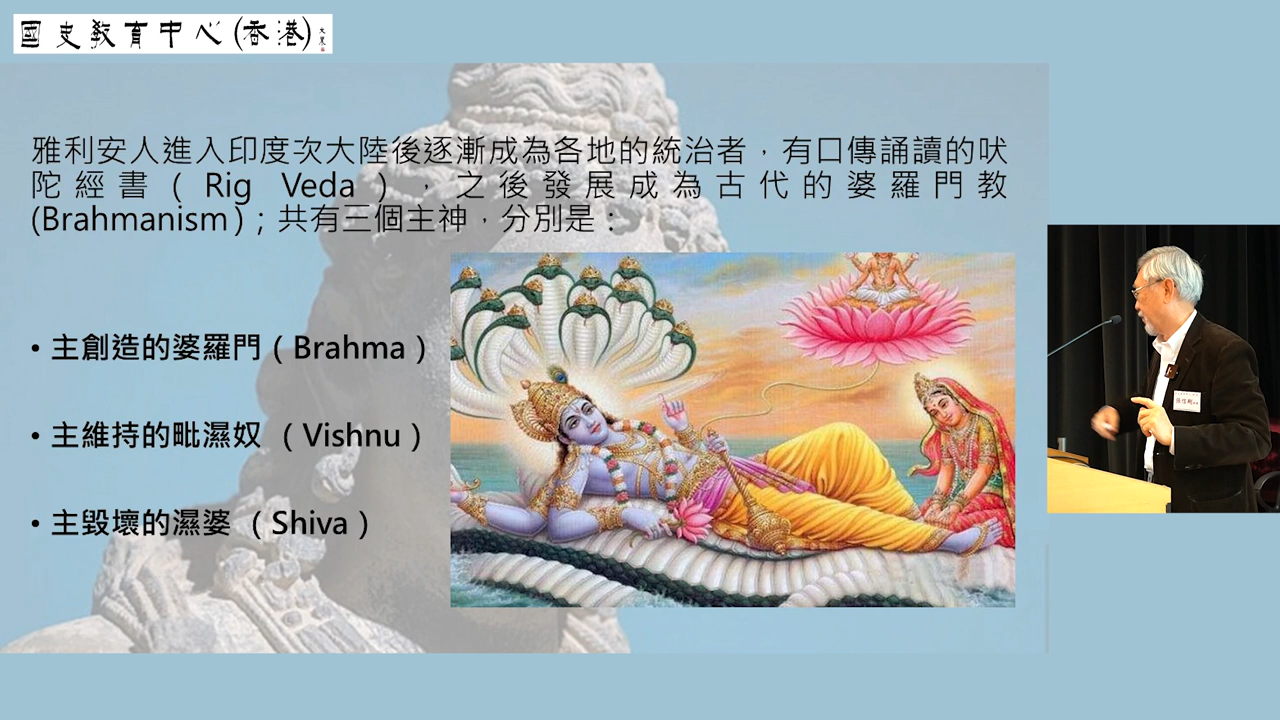 國史教育中心(香港)
雅利安人進入印度次大陸後逐漸成為各地的統治者，有口傳誦讀的吠
陀經書（Rig Veda），之後發展成為古代的婆羅門教
(Brahmanism)；共有三個主神，分別是：
• 主創造的婆羅門（Brahma）
• 主維持的毗濕奴 （Vishnu）
• 主毀壞的濕婆 （Shiva）